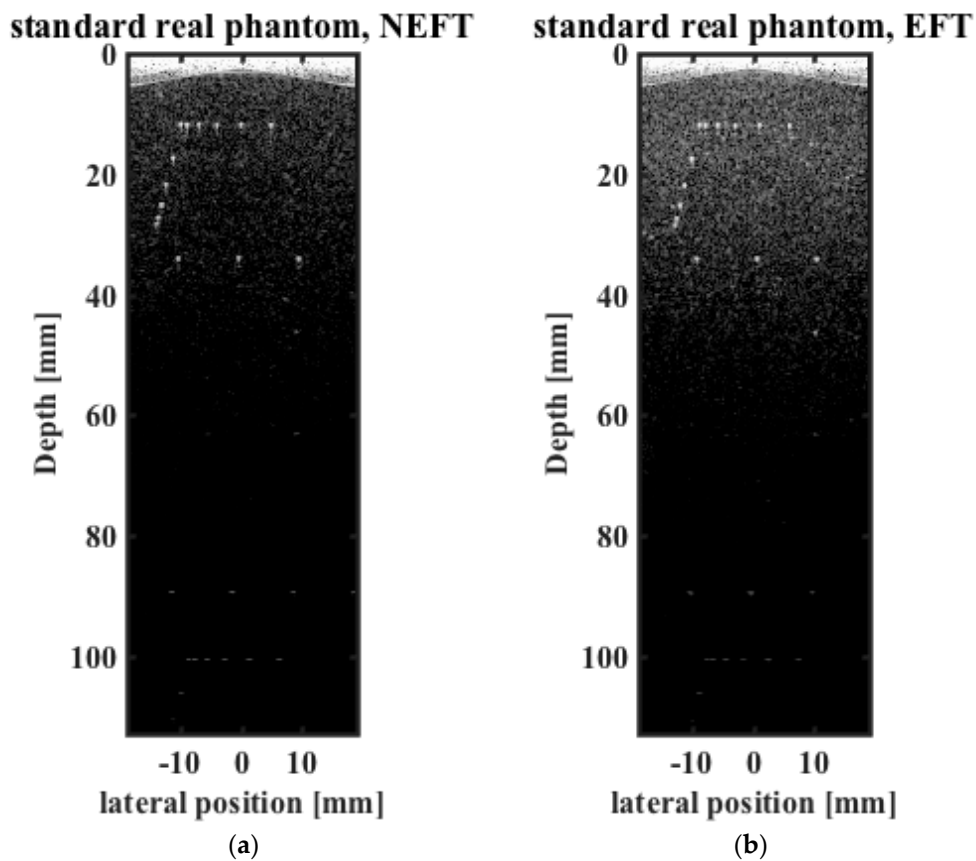 standard real phantom, NEFT
0
20
40
60
80
100
Depth [mm]
-10 0 10
lateral position [mm]
(a)
standard real phantom, EFT
0
20
40
60
80
100
Depth [mm]
-10 0 10
lateral position [mm]
(b)